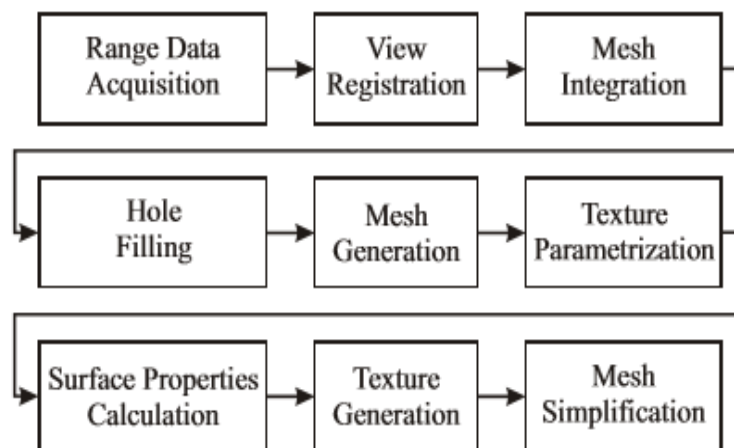 Range Data
Acquisition
View
Registration
Mesh
Integration
Hole
Filling
Mesh
Generation
Texture
Parametrization
Surface Properties
Calculation
Texture
Generation
Mesh
Simplification